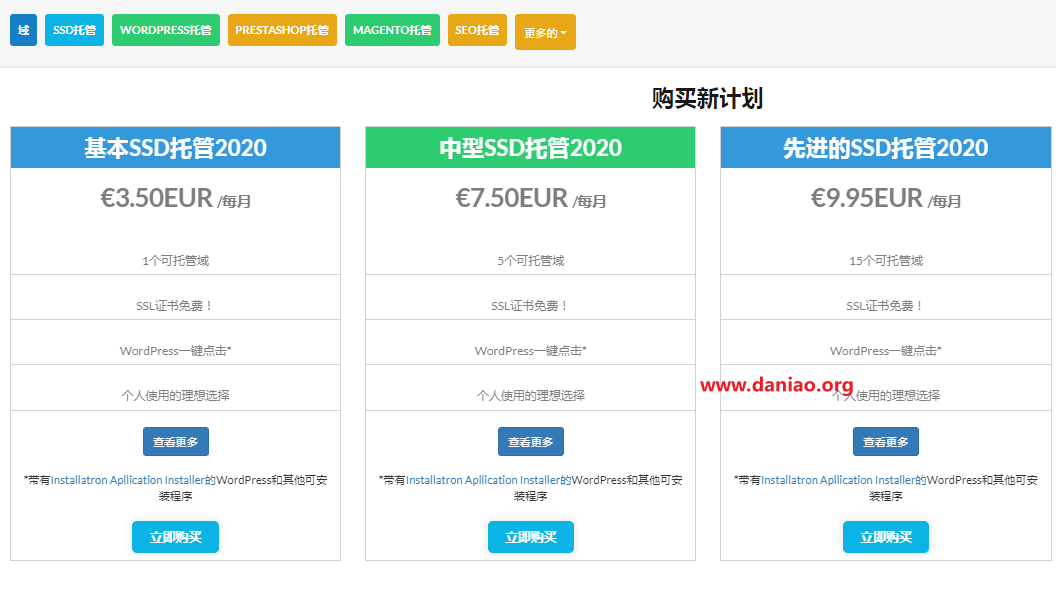 域 SSD托管 WORDPRESS托管 PRESTASHOP托管 MAGENTO托管 SEO托管 更多的
购买新计划
基本SSD托管2020
€3.50EUR /每月
1个可托管域
SSL证书免费！
WordPress一键点击*
个人使用的理想选择
查看更多
*带有Installatron Apllication Installer的WordPress和其他可安
装程序
立即购买
中型SSD托管2020
€7.50EUR /每月
5个可托管域
SSL证书免费！
WordPress一键点击*
个人使用的理想选择
查看更多
*带有Installatron Apllication Installer的WordPress和其他可安
装程序
立即购买
先进的SSD托管2020
€9.95EUR /每月
15个可托管域
SSL证书免费！
WordPress一键点击*
www.daniao.org
个人使用的理想选择
查看更多
*带有Installatron Apllication Installer的WordPress和其他可安
装程序
立即购买